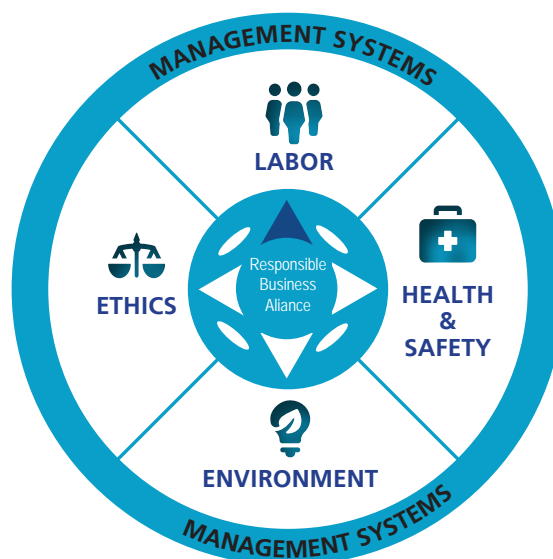 MANAGEMENT SYSTEMS
LABOR
Responsible
Business
Aliance
ETHICS
HEALTH
&
SAFETY
ENVIRONMENT
MANAGEMENT SYSTEMS